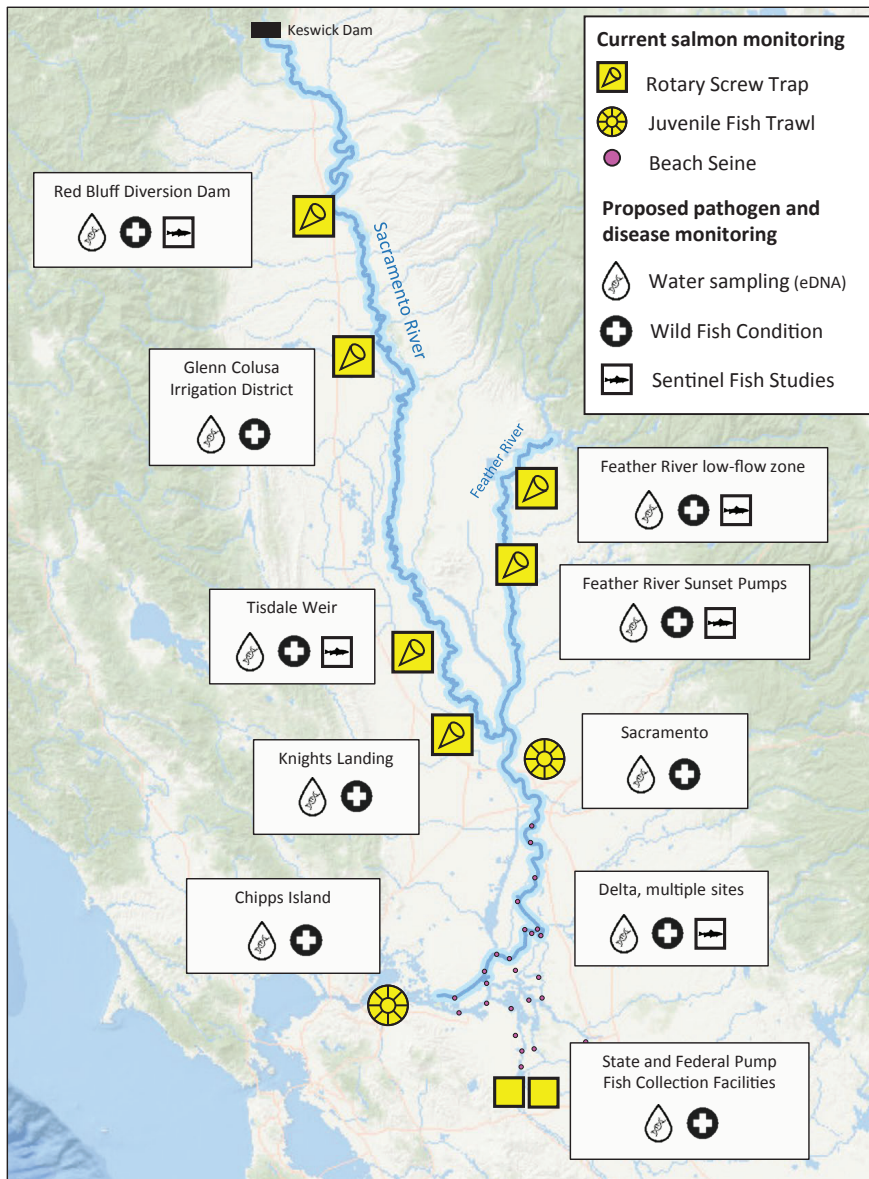 Keswick Dam
Current salmon monitoring
Rotary Screw Trap
Juvenile Fish Trawl
Beach Seine
Proposed pathogen and
disease monitoring
Water sampling (eDNA)
Wild Fish Condition
Sentinel Fish Studies
Red Bluff Diversion Dam
Sacramento River
Glenn Colusa
Irrigation District
Feather River
Feather River low-flow zone
Feather River Sunset Pumps
Tisdale Weir
Knights Landing
Sacramento
Chipps Island
Delta, multiple sites
State and Federal Pump
Fish Collection Facilities